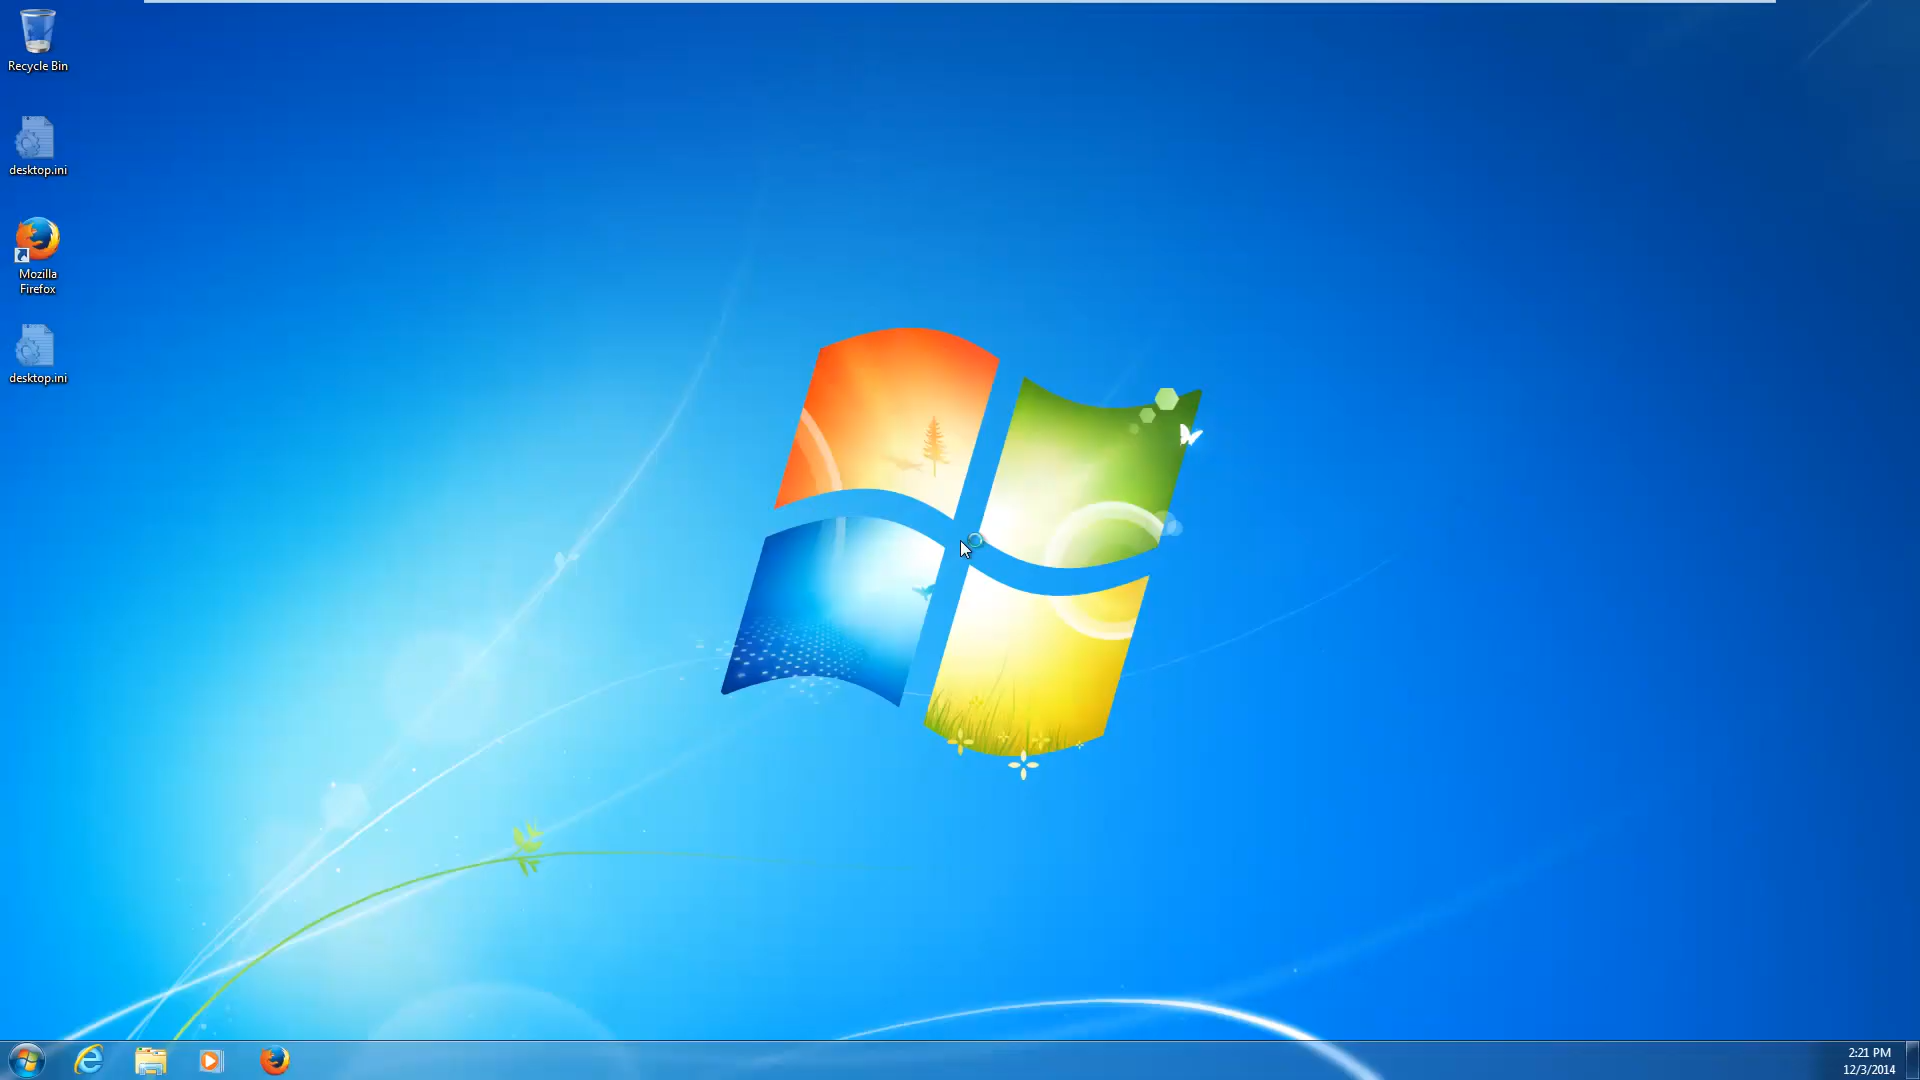 Recycle Bin
desktop.ini
Mozilla
Firefox
desktop.ini
2:21 PM
12/3/2014